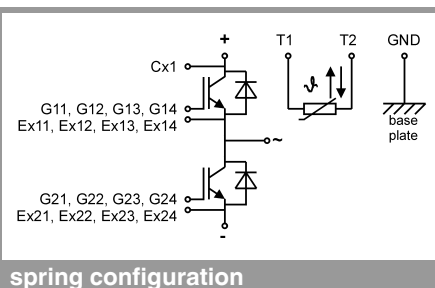 + T1 T2 GND
Cx1
ϑ
G11, G12, G13, G14
Ex11, Ex12, Ex13, Ex14
base
plate
~
G21, G22, G23, G24
Ex21, Ex22, Ex23, Ex24
-
spring configuration